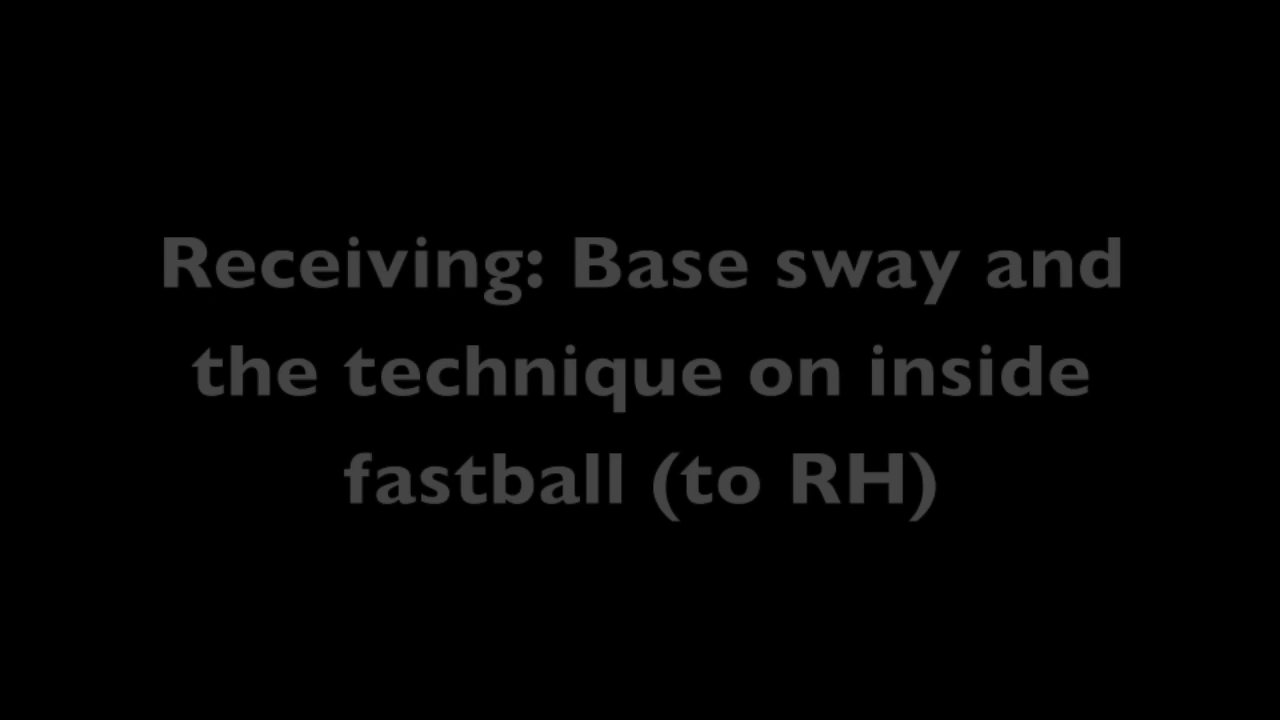 Receiving: Base sway and
the technique on inside
fastball (to RH)